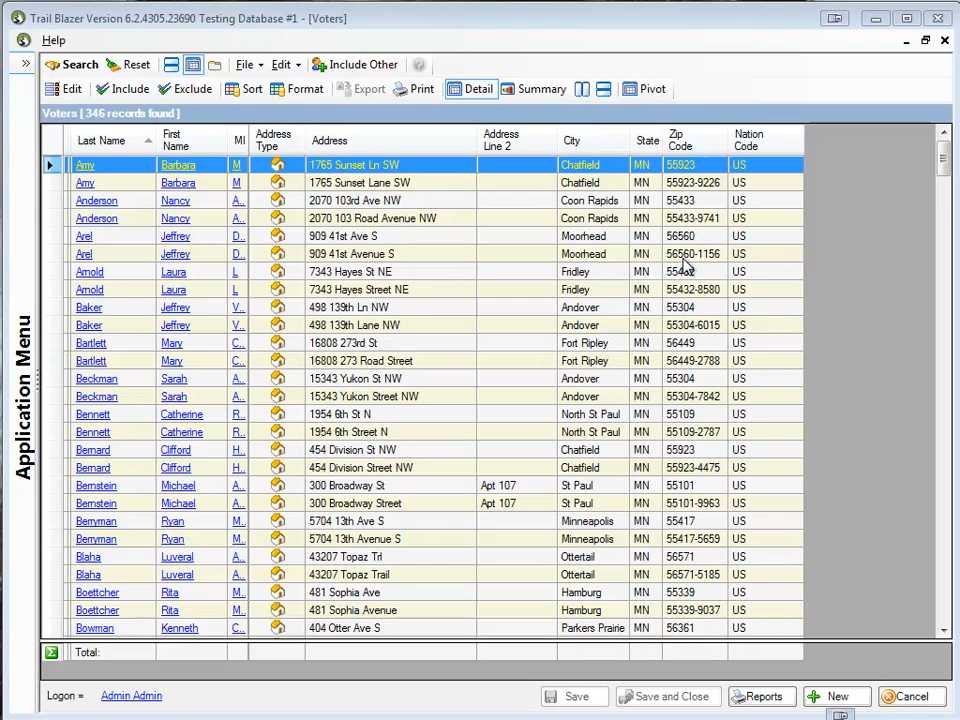 Trail Blazer Version 6.2.4305.23690 Testing Database #1 - [Voters]
Help
Search Reset File Edit Include Other
Edit Include Exclude Sort Format Export Print Detail Summary Pivot
Voters [ 346 records found ]
Last Name First Name MI Address Type Address Address Line 2 City State Zip Code Nation Code
Amy Barbara M 1765 Sunset Ln SW Chatfield MN 55923 US
Amy Barbara M 1765 Sunset Lane SW Chatfield MN 55923-9226 US
Anderson Nancy A.. 2070 103rd Ave NW Coon Rapids MN 55433 US
Anderson Nancy A.. 2070 103 Road Avenue NW Coon Rapids MN 55433-9741 US
Arel Jeffrey D.. 909 41st Ave S Moorhead MN 56560 US
Arel Jeffrey D.. 909 41st Avenue S Moorhead MN 56560-1156 US
Arnold Laura L 7343 Hayes St NE Fridley MN US
Arnold Laura L 7343 Hayes Street NE Fridley MN 55432-8580 US
Baker Jeffrey V.. 498 139th Ln NW Andover MN 55304 US
Baker Jeffrey V.. 498 139th Lane NW Andover MN 55304-6015 US
Bartlett Mary C.. 16808 273rd St Fort Ripley MN 56449 US
Bartlett Mary C.. 16808 273 Road Street Fort Ripley MN 56449-2788 US
Beckman Sarah A.. 15343 Yukon St NW Andover MN 55304 US
Beckman Sarah A.. 15343 Yukon Street NW Andover MN 55304-7842 US
Bennett Catherine R.. 1954 6th St N North St Paul MN 55109 US
Bennett Catherine R.. 1954 6th Street N North St Paul MN 55109-2787 US
Bernard Clifford H.. 454 Division St NW Chatfield MN 55923 US
Bernard Clifford H.. 454 Division Street NW Chatfield MN 55923-4475 US
Bernstein Michael A.. 300 Broadway St Apt 107 St Paul MN 55101 US
Bernstein Michael A.. 300 Broadway Street Apt 107 St Paul MN 55101-9963 US
Berryman Ryan M.. 5704 13th Ave S Minneapolis MN 55417 US
Berryman Ryan M.. 5704 13th Avenue S Minneapolis MN 55417-5659 US
Blaha Luveral A.. 43207 Topaz Trl Ottertail MN 56571 US
Blaha Luveral A.. 43207 Topaz Trail Ottertail MN 56571-5185 US
Boettcher Rita M.. 481 Sophia Ave Hamburg MN 55339 US
Boettcher Rita M.. 481 Sophia Avenue Hamburg MN 55339-9037 US
Bowman Kenneth C.. 404 Otter Ave S Parkers Prairie MN 56361 US
Total:
Logon = Admin Admin Save Save and Close Reports New Cancel
Application Menu